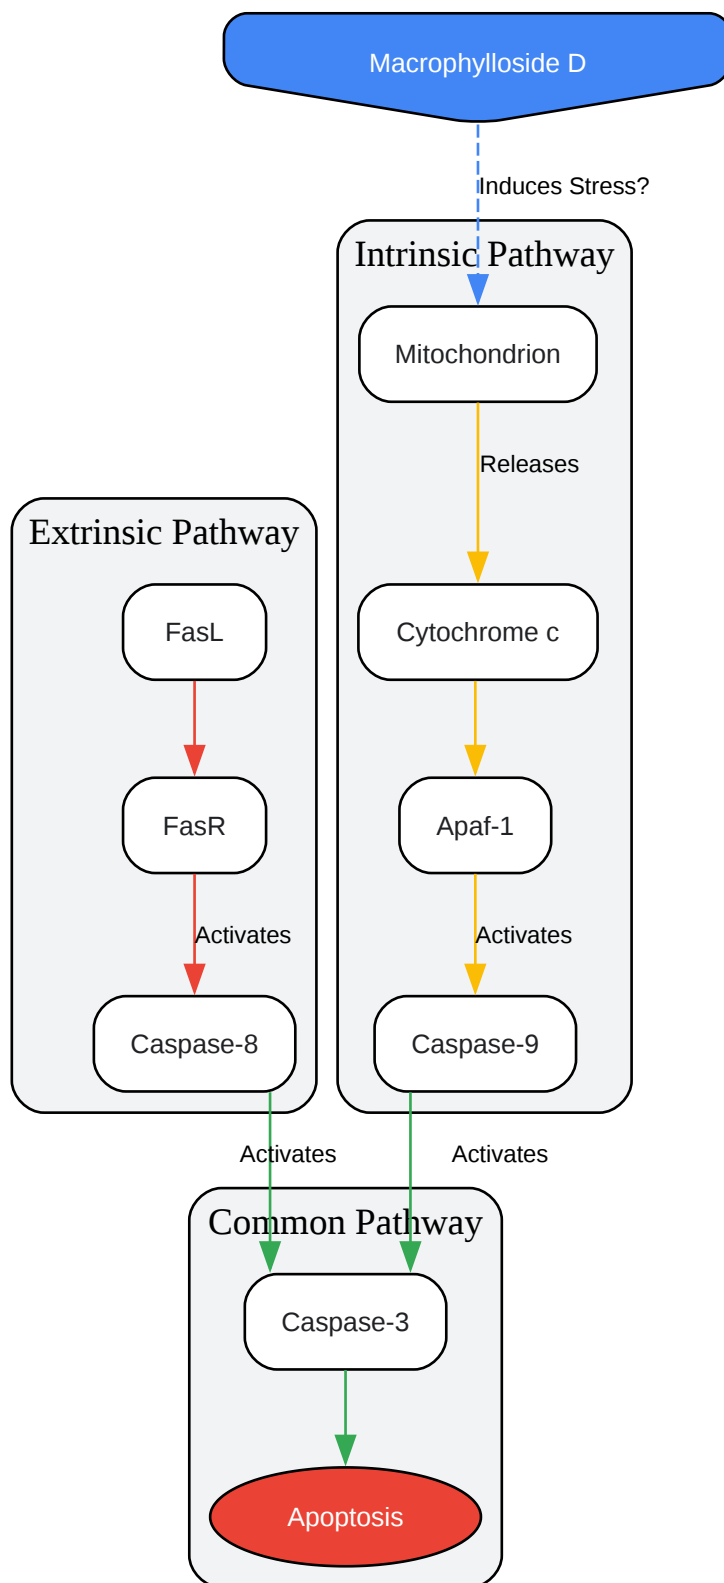 Macrophylloside D
Induces Stress?
Intrinsic Pathway
Mitochondrion
Releases
Extrinsic Pathway
FasL
Cytochrome c
FasR
Apaf-1
Activates
Activates
Caspase-8
Caspase-9
Activates
Activates
Common Pathway
Caspase-3
Apoptosis